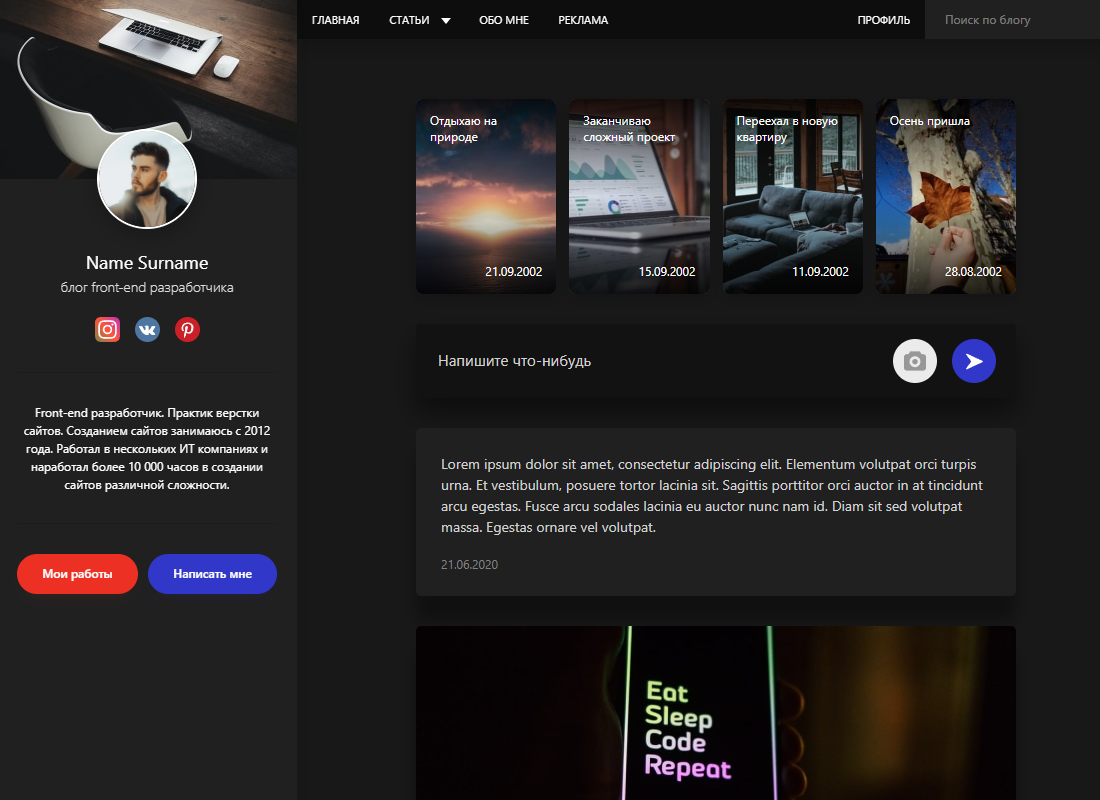 ГЛАВНАЯ СТАТЬИ ОБО МНЕ РЕКЛАМА ПРОФИЛЬ Поиск по блогу
Name Surname
блог front-end разработчика
Front-end разработчик. Практик верстки
сайтов. Созданием сайтов занимаюсь с 2012
года. Работал в нескольких ИТ компаниях и
наработал более 10 000 часов в создании
сайтов различной сложности.
Мои работы Написать мне
Отдыхаю на
природе
21.09.2002
Заканчиваю
сложный проект
15.09.2002
Переехал в новую
квартиру
11.09.2002
Осень пришла
28.08.2002
Напишите что-нибудь
Lorem ipsum dolor sit amet, consectetur adipiscing elit. Elementum volutpat orci turpis
urna. Et vestibulum, posuere tortor lacinia sit. Sagittis porttitor orci auctor in at tincidunt
arcu egestas. Fusce arcu sodales lacinia eu auctor nunc nam id. Diam sit sed volutpat
massa. Egestas ornare vel volutpat.
21.06.2020
Eat
Sleep
Code
Repeat